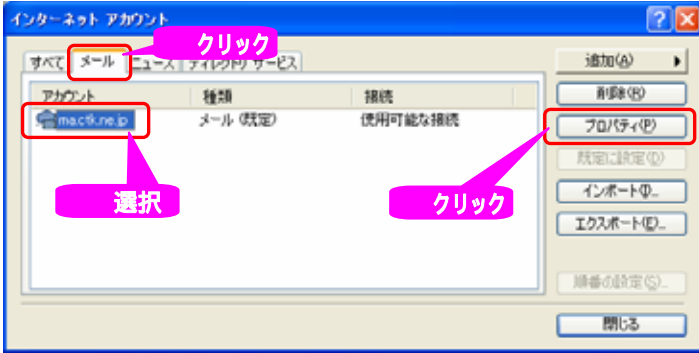 インターネット アカウント
クリック
すべて メール ニュース ディレクトリ サービス
追加(A)
アカウント 種類 接続
削除(R)
ma.ctk.ne.jp メール (既定) 使用可能な接続
プロパティ(P)
既定に設定(D)
選択
クリック
インポート(I)...
エクスポート(E)...
順番の設定(S)...
閉じる